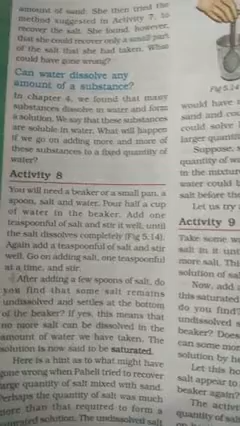 amount of sand. She then tried the
method suggested in Activity 7, to
recover the salt. She found, however,
that she could recover only a small part
of the salt that she had taken. What
could have gone wrong?
Can water dissolve any
amount of a substance?
In chapter 4, we found that many
substances dissolve in water and form
a solution. We say that these substances
are soluble in water. What will happen
if we go on adding more and more of
these substances to a fixed quantity of
water?
Activity 8
You will need a beaker or a small pan, a
spoon, salt and water. Pour half a cup
of water in the beaker. Add one
teaspoonful of salt and stir it well, until
the salt dissolves completely (Fig 5.14).
Again add a teaspoonful of salt and stir
well. Go on adding salt, one teaspoonful
at a time, and stir.
After adding a few spoons of salt, do
you find that some salt remains
undissolved and settles at the bottom
of the beaker? If yes, this means that
no more salt can be dissolved in the
amount of water we have taken. The
solution is now said to be saturated.
Here is a hint as to what might have
gone wrong when Paheli tried to recover
large quantity of salt mixed with sand.
Perhaps the quantity of salt was much
more than that required to form a
saturated solution. The undissolved salt
Fig 5.14
would have
sand and cou
could solve
larger quanti
Suppose,
quantity of wa
in the mixture
water could b
salt before th
Let us try
Activity 9
Take some wa
salt in it unt
more salt. Thi
solution of sal
Now, add
this saturated
do you find?
undissolved s
beaker? Does
can some mor
solution by h
Let this ho
salt appear to
beaker again?
The activi
quantity of sal